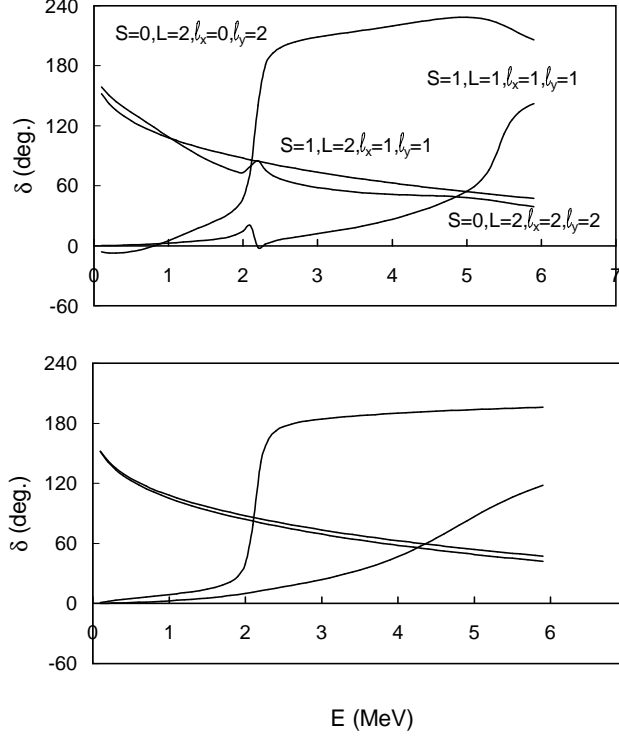 240
S=0,L=2,ℓx=0,ℓy=2
180
S=1,L=1,ℓx=1,ℓy=1
120
S=1,L=2,ℓx=1,ℓy=1
δ (deg.)
60
S=0,L=2,ℓx=2,ℓy=2
0
0 1 2 3 4 5 6 7
-60
240
180
120
δ (deg.)
60
0
0 1 2 3 4 5 6
-60
E (MeV)